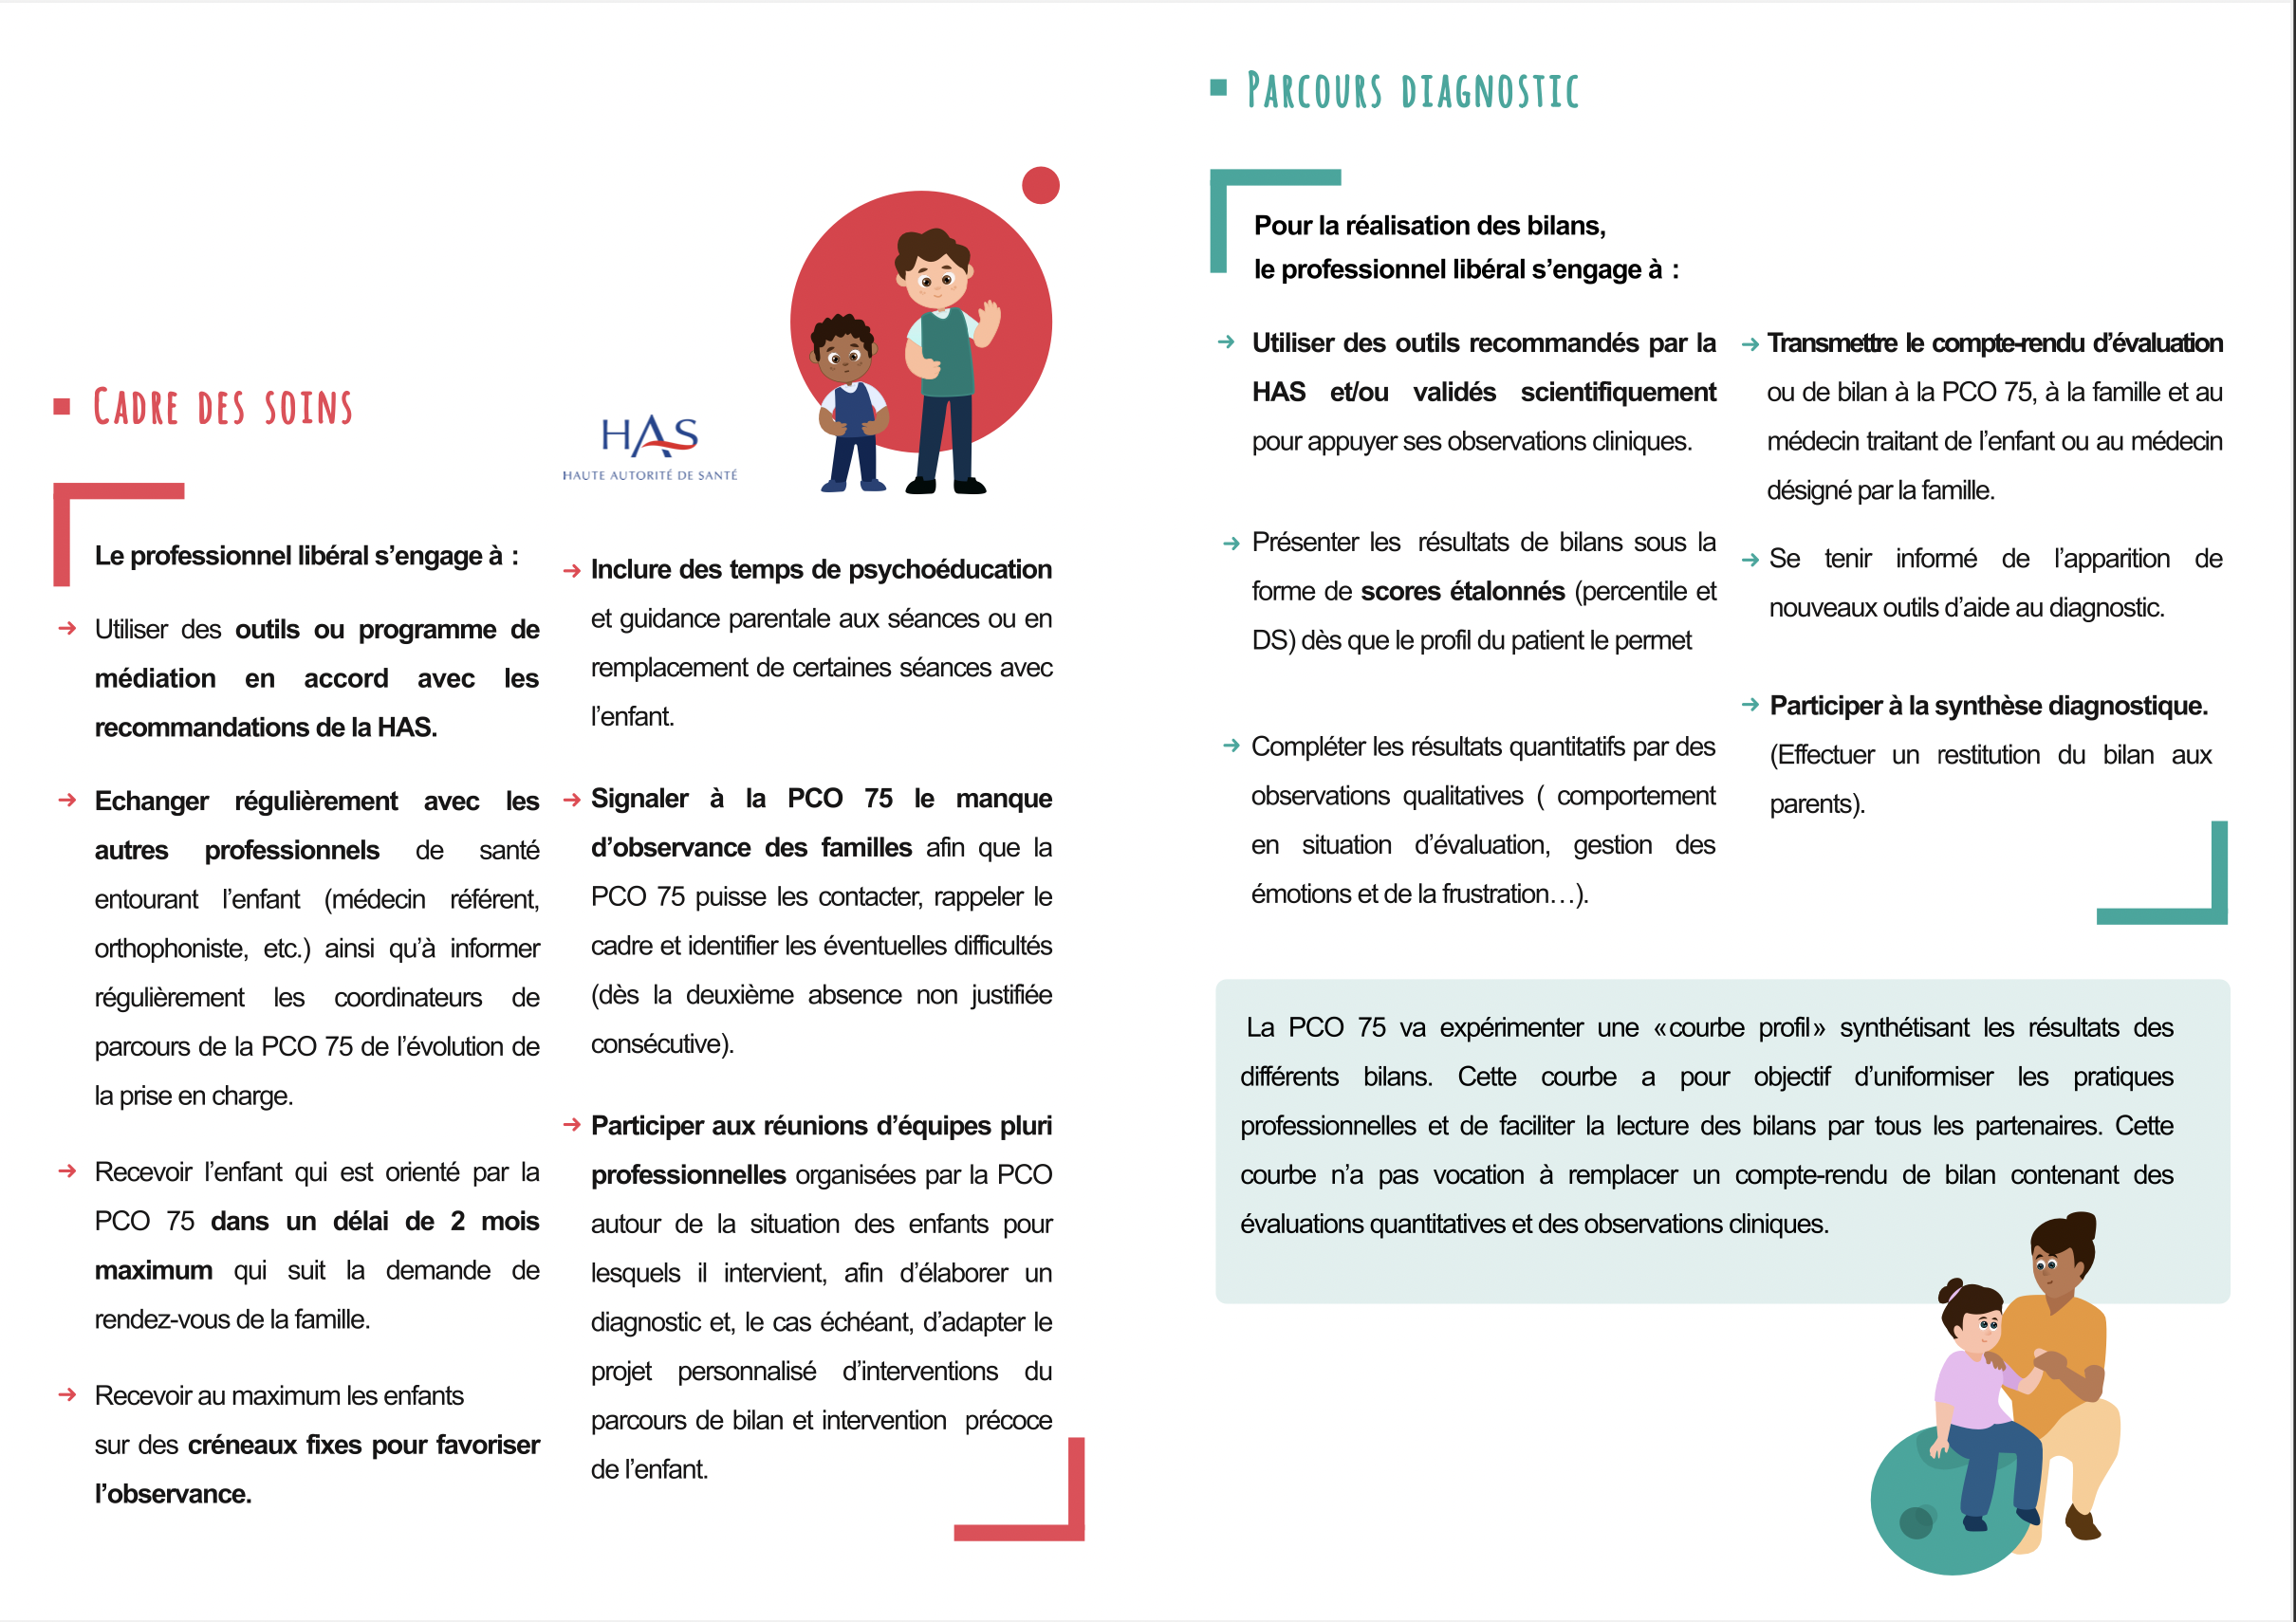 CADRE DES SOINS
HAS
HAUTE AUTORITÉ DE SANTÉ
Le professionnel libéral s’engage à :
→ Utiliser des outils ou programme de
médiation en accord avec les
recommandations de la HAS.
→ Echanger régulièrement avec les
autres professionnels de santé
entourant l’enfant (médecin référent,
orthophoniste, etc.) ainsi qu’à informer
régulièrement les coordinateurs de
parcours de la PCO 75 de l’évolution de
la prise en charge.
→ Recevoir l’enfant qui est orienté par la
PCO 75 dans un délai de 2 mois
maximum qui suit la demande de
rendez-vous de la famille.
→ Recevoir au maximum les enfants
sur des créneaux fixes pour favoriser
l’observance.
→ Inclure des temps de psychoéducation
et guidance parentale aux séances ou en
remplacement de certaines séances avec
l’enfant.
→ Signaler à la PCO 75 le manque
d’observance des familles afin que la
PCO 75 puisse les contacter, rappeler le
cadre et identifier les éventuelles difficultés
(dès la deuxième absence non justifiée
consécutive).
→ Participer aux réunions d’équipes pluri
professionnelles organisées par la PCO
autour de la situation des enfants pour
lesquels il intervient, afin d’élaborer un
diagnostic et, le cas échéant, d’adapter le
projet personnalisé d’interventions du
parcours de bilan et intervention précoce
de l’enfant.
PARCOURS DIAGNOSTIC
Pour la réalisation des bilans,
le professionnel libéral s’engage à :
→ Utiliser des outils recommandés par la
HAS et/ou validés scientifiquement
pour appuyer ses observations cliniques.
→ Présenter les résultats de bilans sous la
forme de scores étalonnés (percentile et
DS) dès que le profil du patient le permet
→ Compléter les résultats quantitatifs par des
observations qualitatives ( comportement
en situation d’évaluation, gestion des
émotions et de la frustration…).
→ Transmettre le compte-rendu d’évaluation
ou de bilan à la PCO 75, à la famille et au
médecin traitant de l’enfant ou au médecin
désigné par la famille.
→ Se tenir informé de l’apparition de
nouveaux outils d’aide au diagnostic.
→ Participer à la synthèse diagnostique.
(Effectuer un restitution du bilan aux
parents).
La PCO 75 va expérimenter une «courbe profil» synthétisant les résultats des
différents bilans. Cette courbe a pour objectif d’uniformiser les pratiques
professionnelles et de faciliter la lecture des bilans par tous les partenaires. Cette
courbe n’a pas vocation à remplacer un compte-rendu de bilan contenant des
évaluations quantitatives et des observations cliniques.